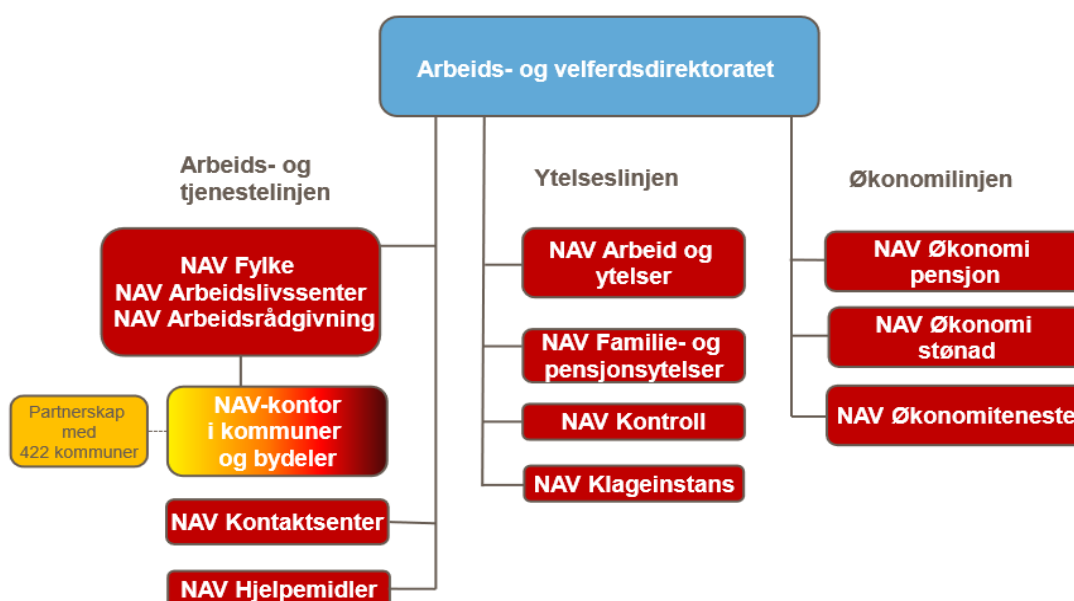 Arbeids- og velferdsdirektoratet
Arbeids- og
tjenestelinjen
NAV Fylke
NAV Arbeidslivssenter
NAV Arbeidsrådgivning
Partnerskap
med
422 kommuner
NAV-kontor
i kommuner
og bydeler
NAV Kontaktsenter
NAV Hjelpemidler
Ytelseslinjen
NAV Arbeid og
ytelser
NAV Familie- og
pensjonsytelser
NAV Kontroll
NAV Klageinstans
Økonomilinjen
NAV Økonomi
pensjon
NAV Økonomi
stønad
NAV Økonomiteneste